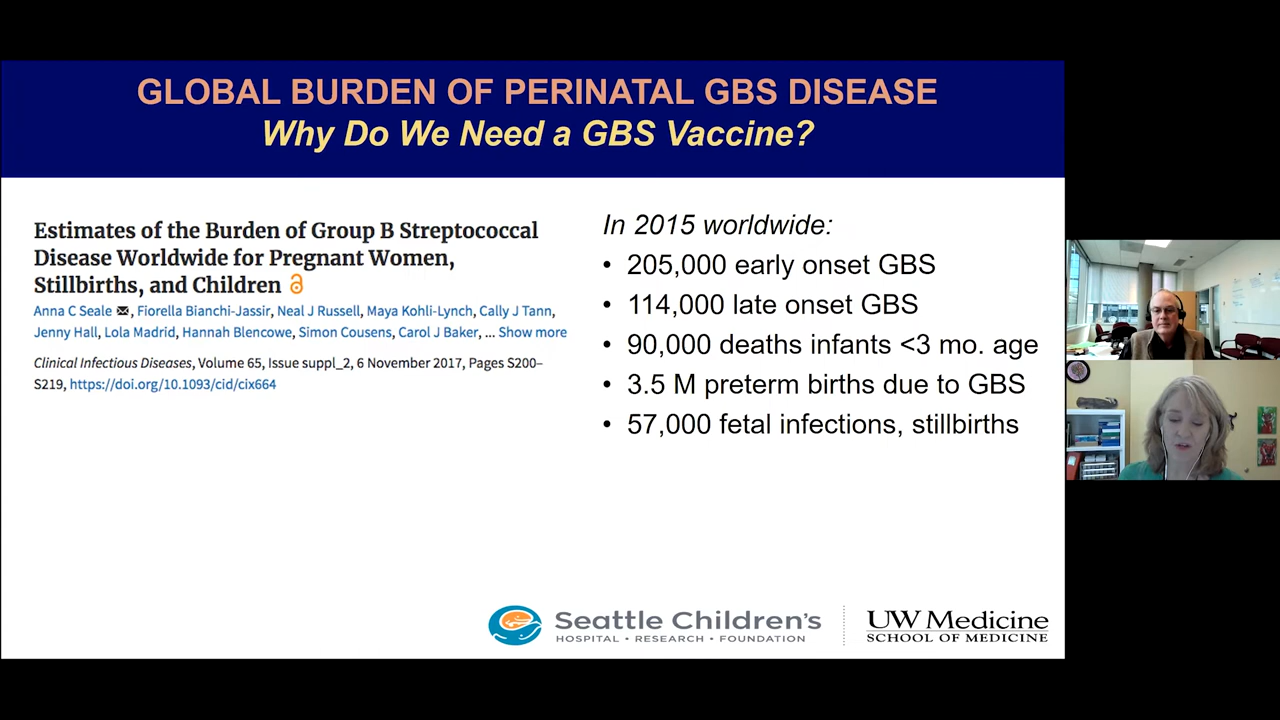 GLOBAL BURDEN OF PERINATAL GBS DISEASE
Why Do We Need a GBS Vaccine?
Estimates of the Burden of Group B Streptococcal
Disease Worldwide for Pregnant Women,
Stillbirths, and Children
Anna C Seale, Fiorella Bianchi-Jassir, Neal J Russell, Maya Kohli-Lynch, Cally J Tann,
Jenny Hall, Lola Madrid, Hannah Blencowe, Simon Cousens, Carol J Baker, ... Show more
Clinical Infectious Diseases, Volume 65, Issue suppl_2, 6 November 2017, Pages S200–
S219, https://doi.org/10.1093/cid/cix664
In 2015 worldwide:
• 205,000 early onset GBS
• 114,000 late onset GBS
• 90,000 deaths infants <3 mo. age
• 3.5 M preterm births due to GBS
• 57,000 fetal infections, stillbirths
Seattle Children's
HOSPITAL • RESEARCH • FOUNDATION
UW Medicine
SCHOOL OF MEDICINE